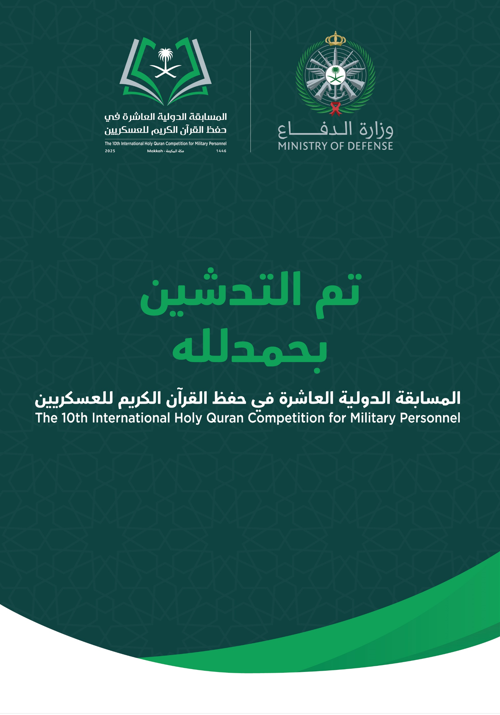 المسابقة الدولية العاشرة في
حفظ القرآن الكريم للعسكريين
The 10th International Holy Quran Competition for Military Personnel
2025 Makkah - مكة المكرمة 1446
وزارة الدفــــاع
MINISTRY OF DEFENSE
تم التدشين
بحمدلله
المسابقة الدولية العاشرة في حفظ القرآن الكريم للعسكريين
The 10th International Holy Quran Competition for Military Personnel